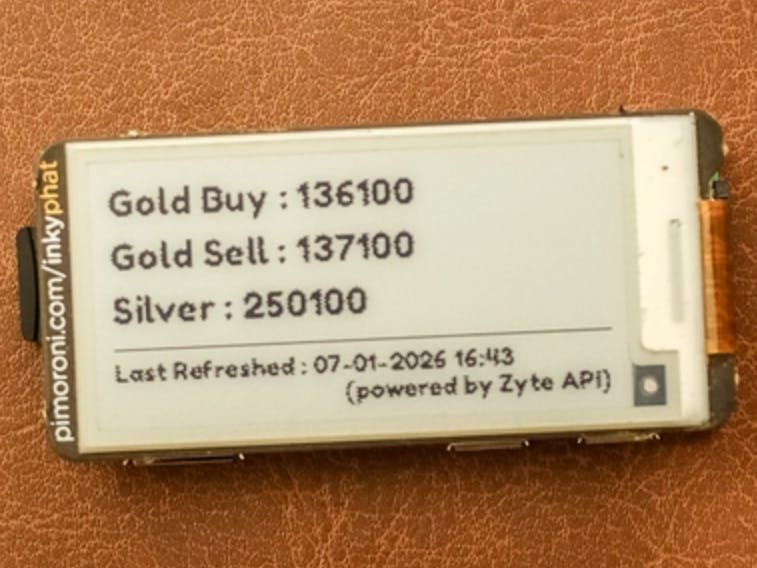 Gold Buy : 136100
Gold Sell : 137100
Silver : 250100
Last Refreshed : 07-01-2026 16:43
(powered by Zyte API)
pimoroni.com/inkyphat